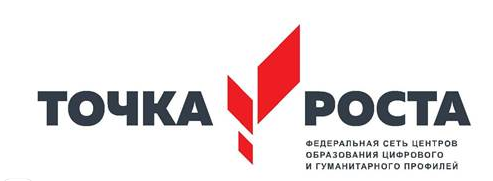 ТОЧКА РОСТА
ФЕДЕРАЛЬНАЯ СЕТЬ ЦЕНТРОВ
ОБРАЗОВАНИЯ ЦИФРОВОГО
И ГУМАНИТАРНОГО ПРОФИЛЕЙ